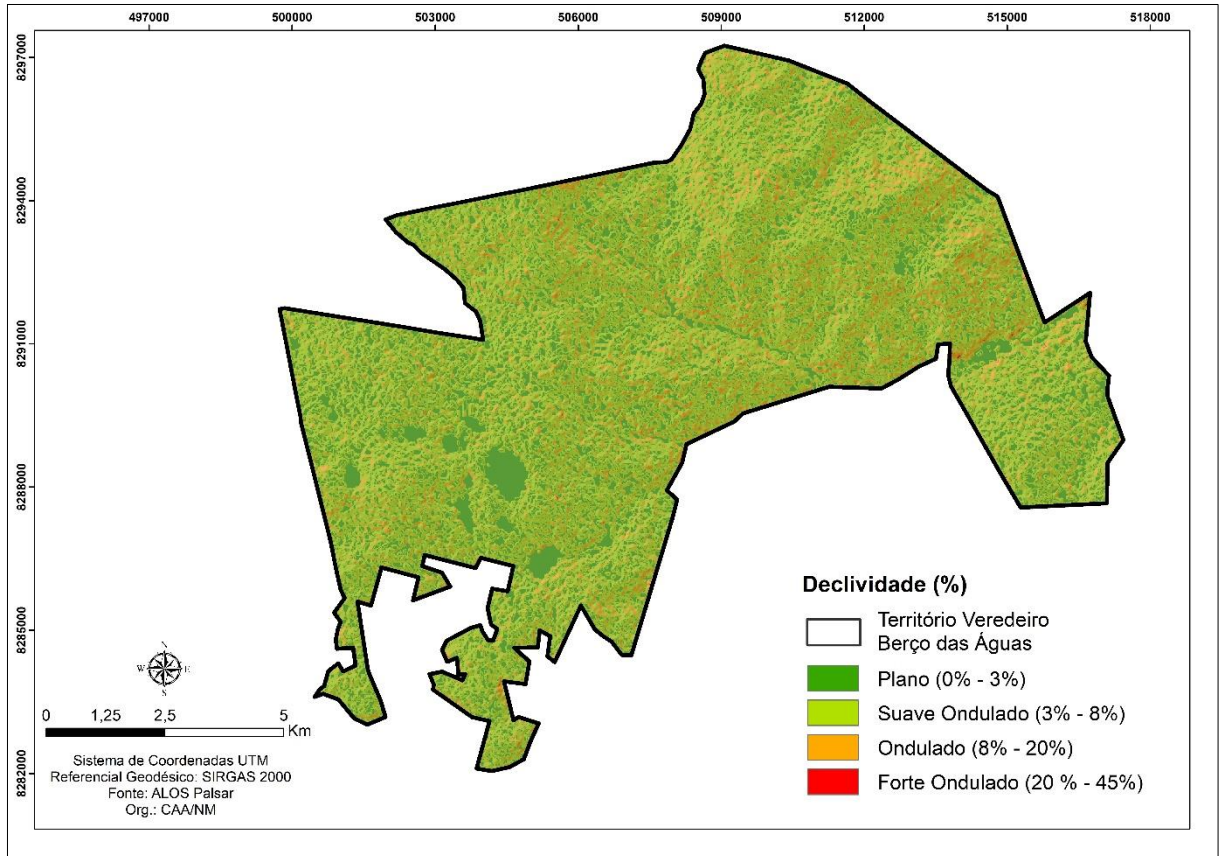 497000 500000 503000 506000 509000 512000 515000 518000
8297000
8294000
8291000
8288000
8285000
8282000
Declividade (%)
Território Veredeiro
Berço das Águas
Plano (0% - 3%)
Suave Ondulado (3% - 8%)
Ondulado (8% - 20%)
Forte Ondulado (20 % - 45%)
N
W E
S
0 1,25 2,5 5
Km
Sistema de Coordenadas UTM
Referencial Geodésico: SIRGAS 2000
Fonte: ALOS Palsar
Org.: CAA/NM